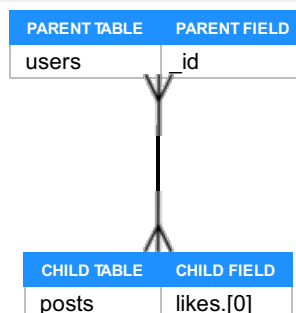 PARENT TABLE PARENT FIELD
users _id
CHILD TABLE CHILD FIELD
posts likes.[0]